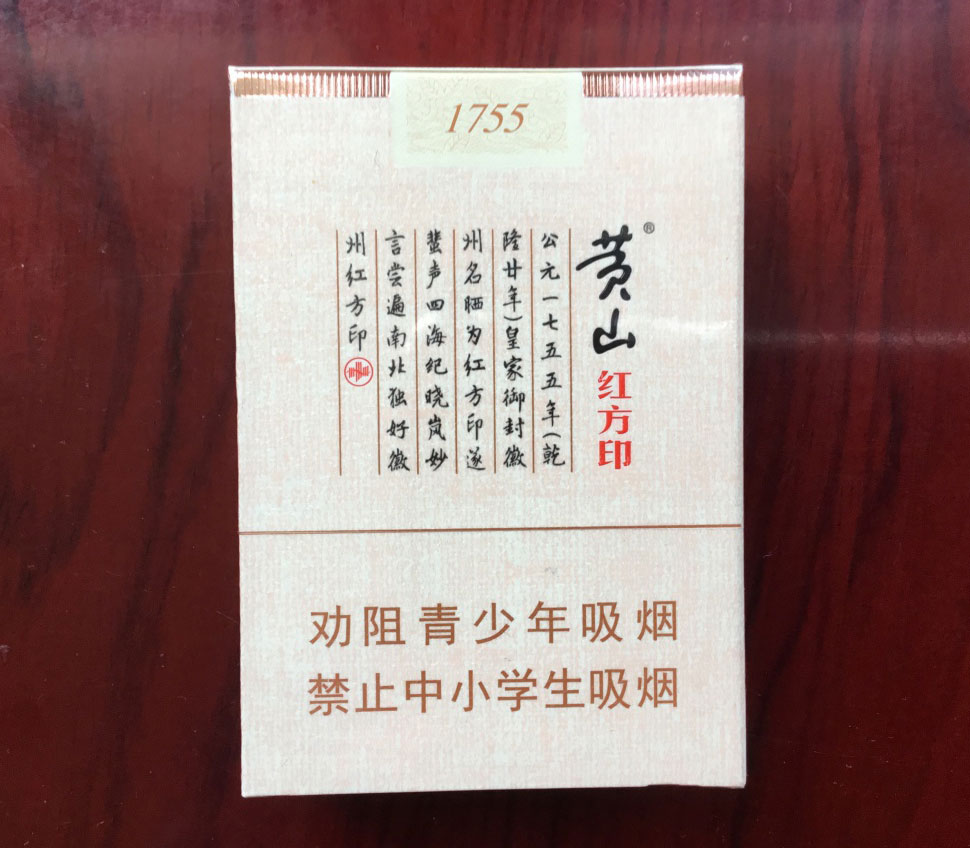 1755
黄山®
红方印
公元一七五五年(乾
隆廿年)皇家御封徽
州名晒为红方印遂
蜚声四海纪晓岚妙
言尝遍南北独好徽
州红方印
劝阻青少年吸烟
禁止中小学生吸烟